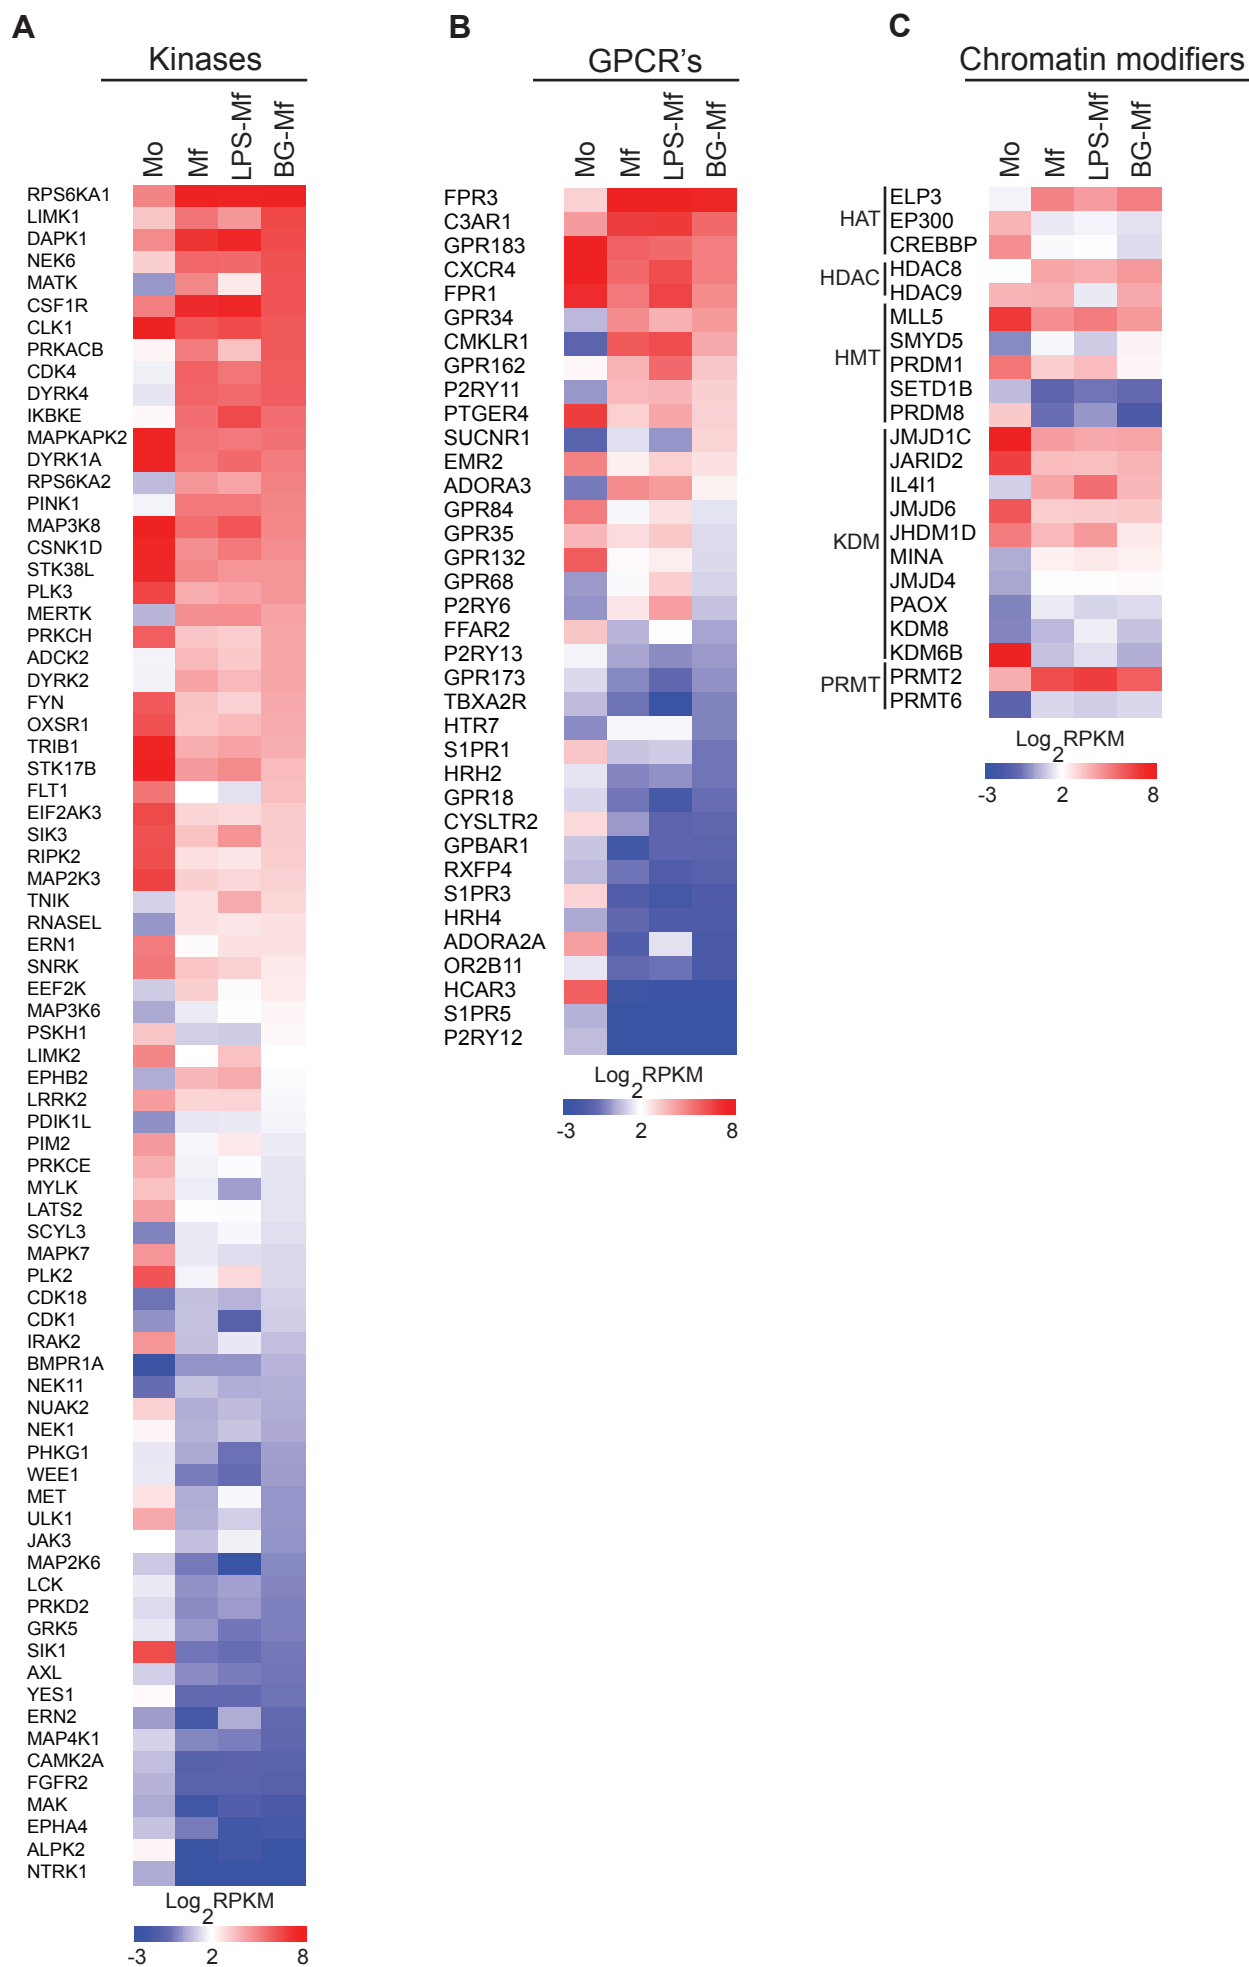 A
Kinases
Mo
Mf
LPS-Mf
BG-Mf
RPS6KA1
LIMK1
DAPK1
NEK6
MATK
CSF1R
CLK1
PRKACB
CDK4
DYRK4
IKBKE
MAPKAPK2
DYRK1A
RPS6KA2
PINK1
MAP3K8
CSNK1D
STK38L
PLK3
MERTK
PRKCH
ADCK2
DYRK2
FYN
OXSR1
TRIB1
STK17B
FLT1
EIF2AK3
SIK3
RIPK2
MAP2K3
TNIK
RNASEL
ERN1
SNRK
EEF2K
MAP3K6
PSKH1
LIMK2
EPHB2
LRRK2
PDIK1L
PIM2
PRKCE
MYLK
LATS2
SCYL3
MAPK7
PLK2
CDK18
CDK1
IRAK2
BMPR1A
NEK11
NUAK2
NEK1
PHKG1
WEE1
MET
ULK1
JAK3
MAP2K6
LCK
PRKD2
GRK5
SIK1
AXL
YES1
ERN2
MAP4K1
CAMK2A
FGFR2
MAK
EPHA4
ALPK2
NTRK1
Log2RPKM
-3 2 8
B
GPCR's
Mo
Mf
LPS-Mf
BG-Mf
FPR3
C3AR1
GPR183
CXCR4
FPR1
GPR34
CMKLR1
GPR162
P2RY11
PTGER4
SUCNR1
EMR2
ADORA3
GPR84
GPR35
GPR132
GPR68
P2RY6
FFAR2
P2RY13
GPR173
TBXA2R
HTR7
S1PR1
HRH2
GPR18
CYSLTR2
GPBAR1
RXFP4
S1PR3
HRH4
ADORA2A
OR2B11
HCAR3
S1PR5
P2RY12
Log2RPKM
-3 2 8
C
Chromatin modifiers
Mo
Mf
LPS-Mf
BG-Mf
HAT
ELP3
EP300
CREBBP
HDAC
HDAC8
HDAC9
HMT
MLL5
SMYD5
PRDM1
SETD1B
PRDM8
KDM
JMJD1C
JARID2
IL4I1
JMJD6
JHDM1D
MINA
JMJD4
PAOX
KDM8
KDM6B
PRMT
PRMT2
PRMT6
Log2RPKM
-3 2 8